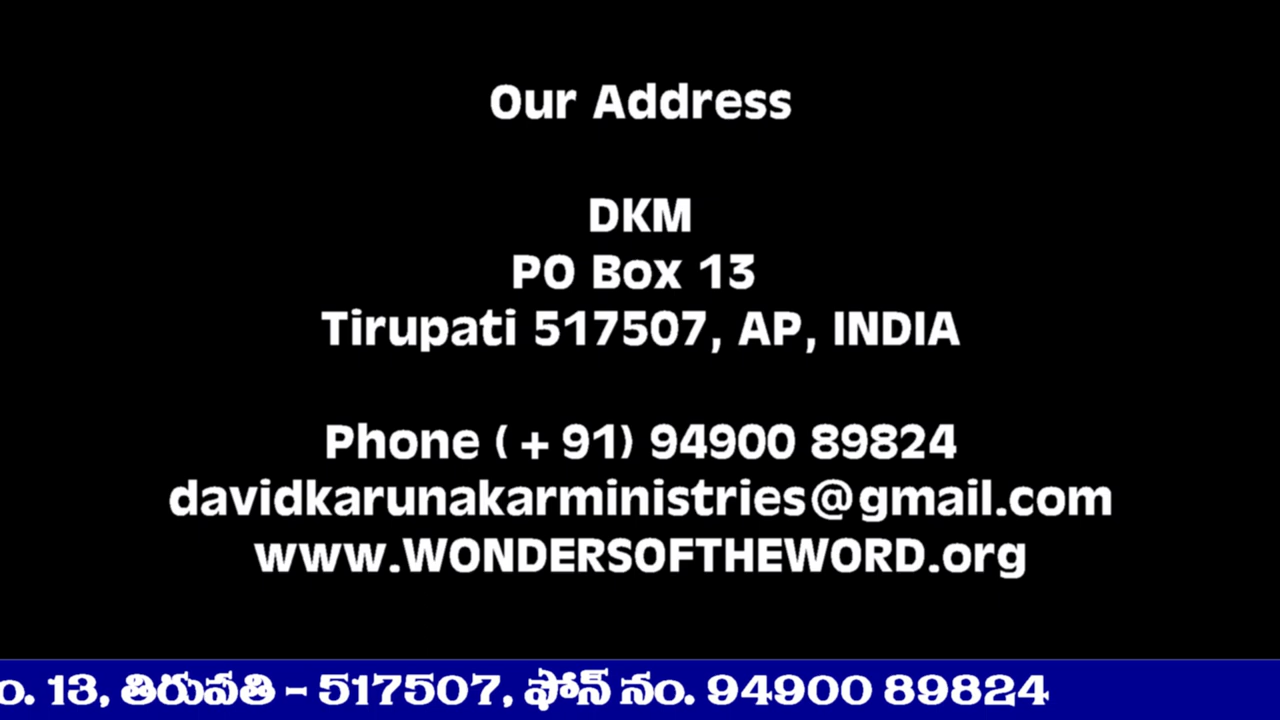 Our Address
DKM
PO Box 13
Tirupati 517507, AP, INDIA
Phone ( + 91) 94900 89824
davidkarunakarministries@gmail.com
www.WONDERSOFTHEWORD.org
ం. 13, తిరుపతి - 517507, ఫోన్ నం. 94900 89824